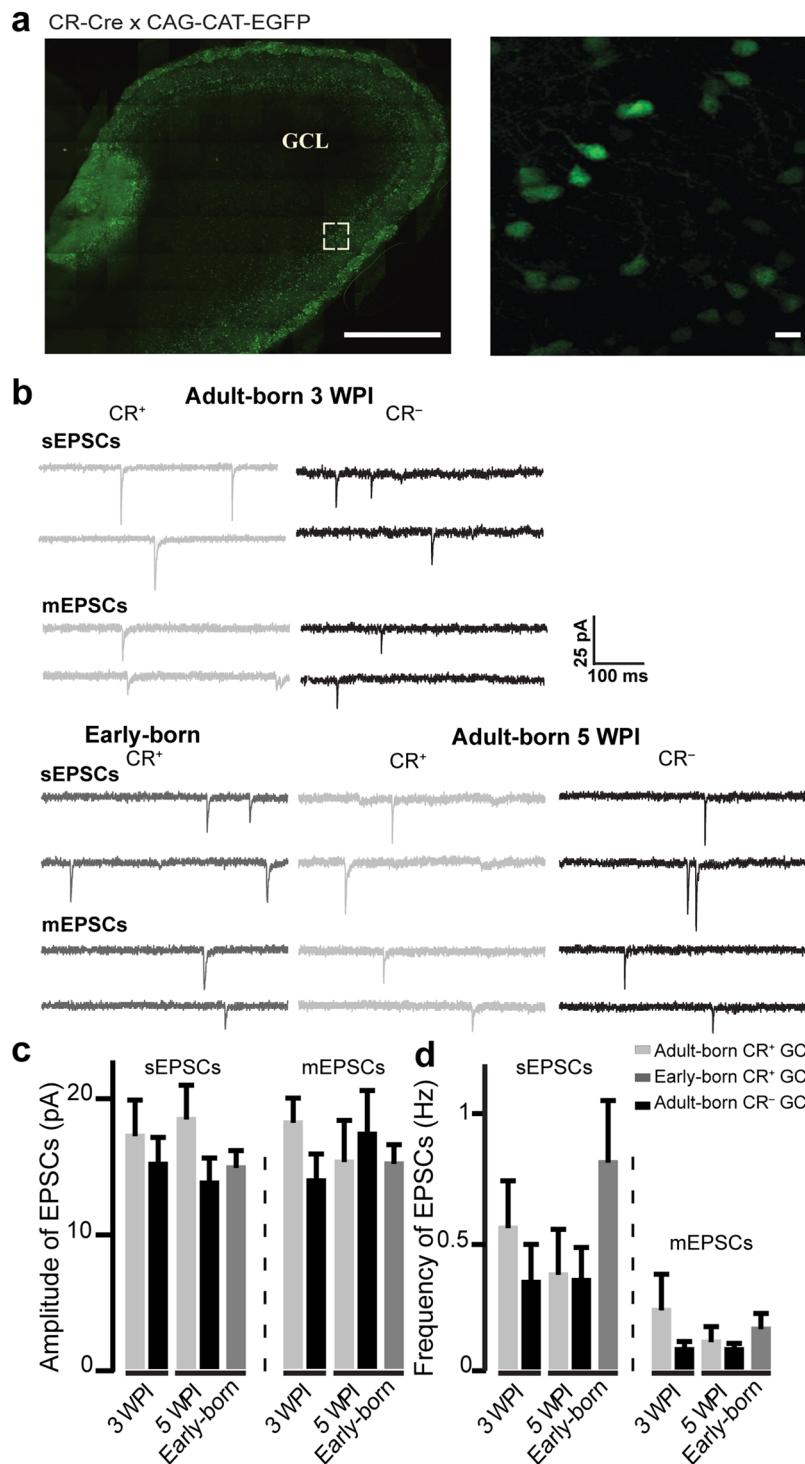 a
CR-Cre x CAG-CAT-EGFP
GCL
b
Adult-born 3 WPI
CR⁺
CR⁻
sEPSCs
mEPSCs
25 pA
100 ms
Early-born
Adult-born 5 WPI
CR⁺
CR⁺
CR⁻
sEPSCs
mEPSCs
c
sEPSCs
mEPSCs
Amplitude of EPSCs (pA)
20
10
0
3 WPI
5 WPI
Early-born
3 WPI
5 WPI
Early-born
d
sEPSCs
Adult-born CR⁺ GC
Early-born CR⁺ GC
Adult-born CR⁻ GC
Frequency of EPSCs (Hz)
1
0.5
0
mEPSCs
3 WPI
5 WPI
Early-born
3 WPI
5 WPI
Early-born